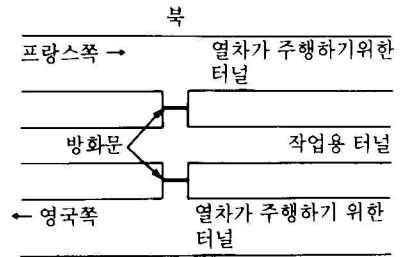 북
프랑스쪽 → 열차가 주행하기위한
터널
방화문 작업용 터널
← 영국쪽 열차가 주행하기 위한
터널